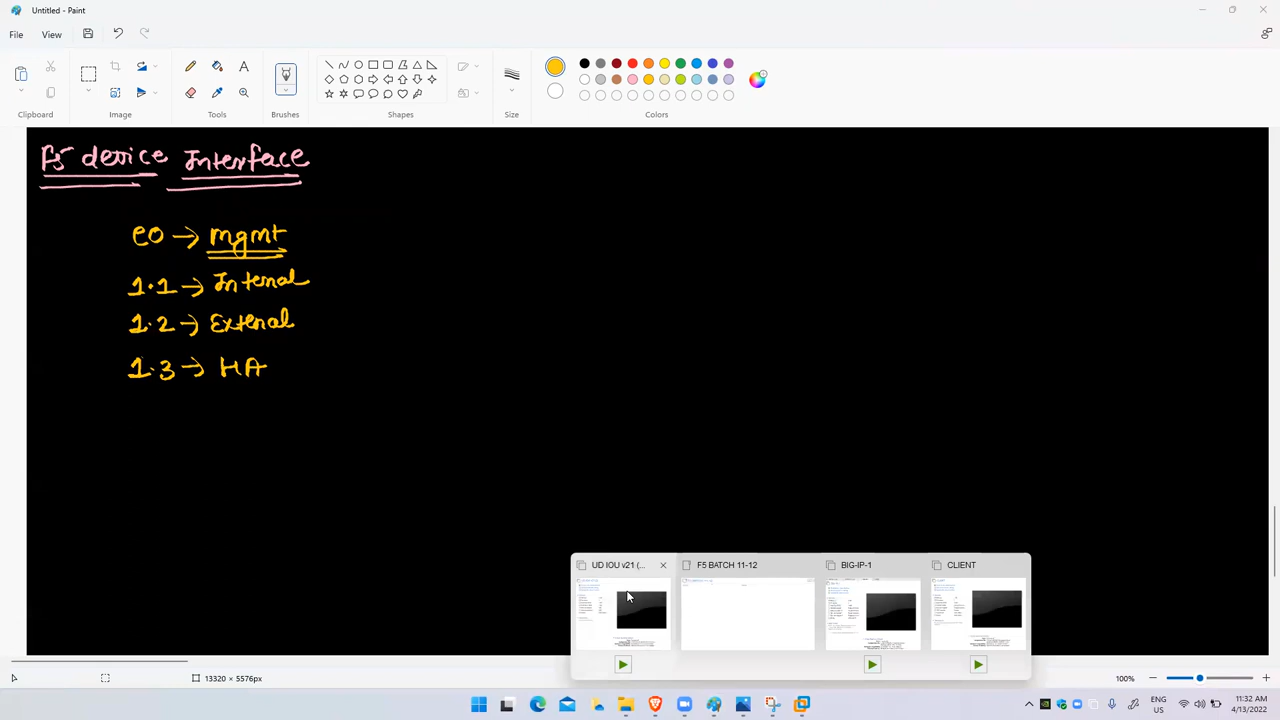 Untitled - Paint
File View
Clipboard Image Tools Brushes Shapes Size Colors
F5 device Interface
e0 → mgmt
1.1 → Internal
1.2 → External
1.3 → HA
UD IOU v21 (... F5 BATCH 11-12 BIG-IP-1 CLIENT
13320 × 5576px 100%
ENG 11:32 AM
US 4/13/2022